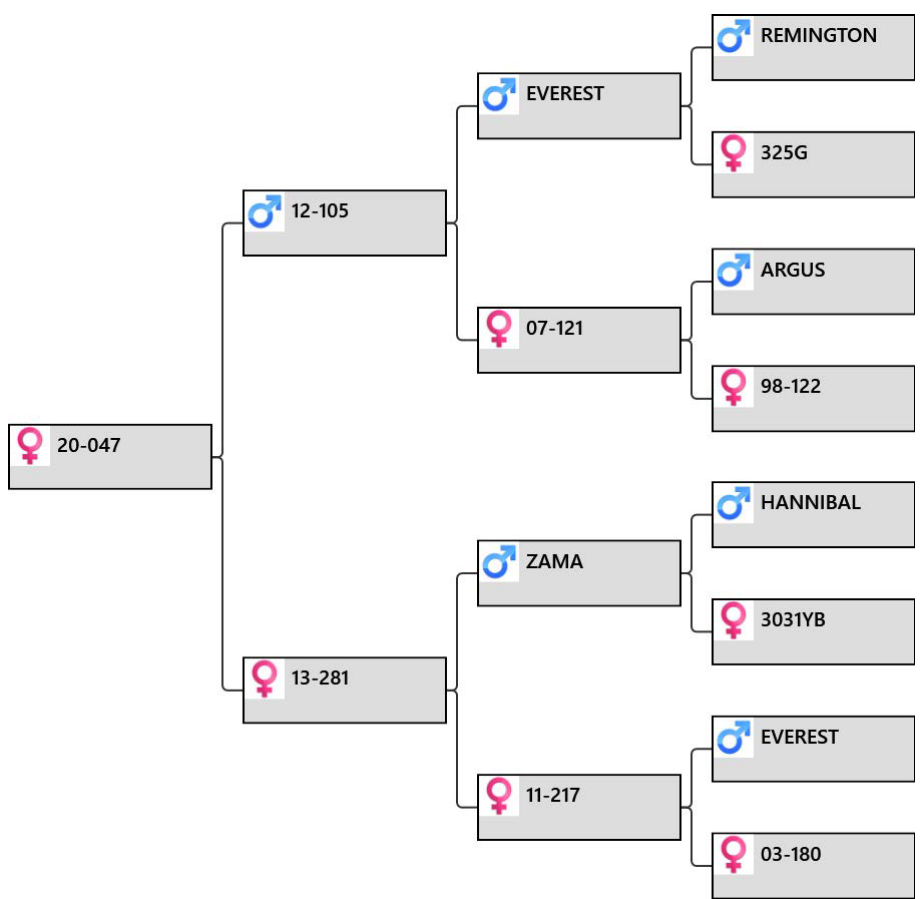 REMINGTON
EVEREST
325G
12-105
ARGUS
07-121
98-122
20-047
HANNIBAL
ZAMA
3031YB
13-281
EVEREST
11-217
03-180